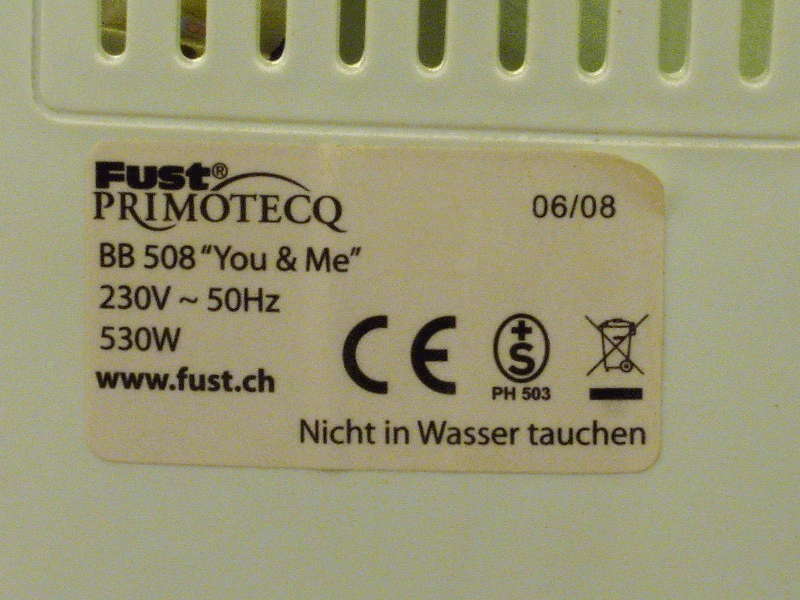 Fust®
PRIMOTECQ
06/08
BB 508 “You & Me”
230V ~ 50Hz
530W
www.fust.ch
CE
+S
PH 503
Nicht in Wasser tauchen